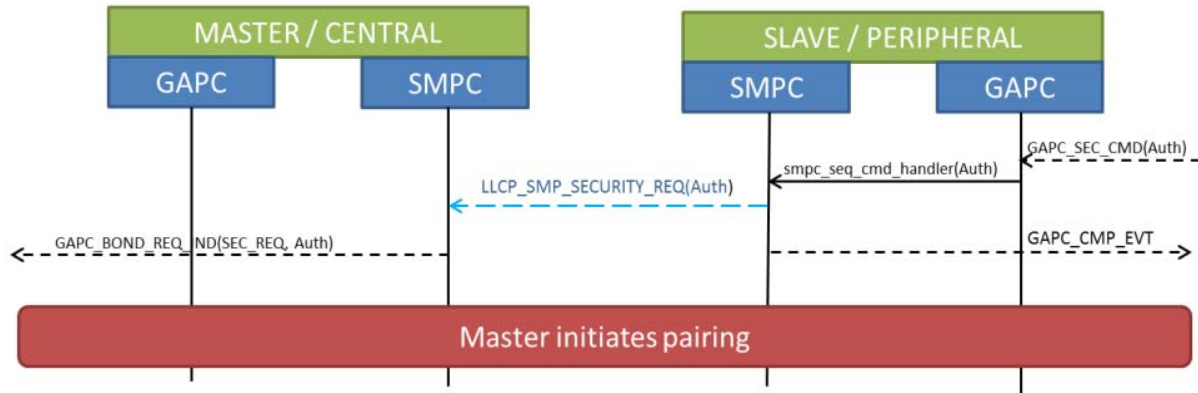 MASTER / CENTRAL
SLAVE / PERIPHERAL
GAPC
SMPC
SMPC
GAPC
GAPC_SEC_CMD(Auth)
smpc_seq_cmd_handler(Auth)
LLCP_SMP_SECURITY_REQ(Auth)
GAPC_BOND_REQ_IND(SEC_REQ, Auth)
GAPC_CMP_EVT
Master initiates pairing